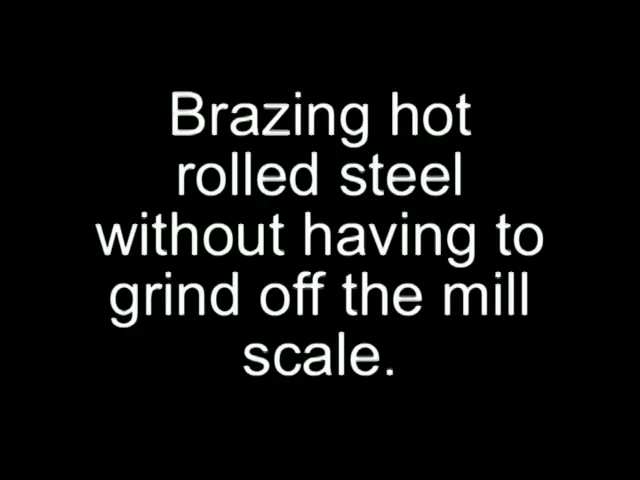 Brazing hot
rolled steel
without having to
grind off the mill
scale.